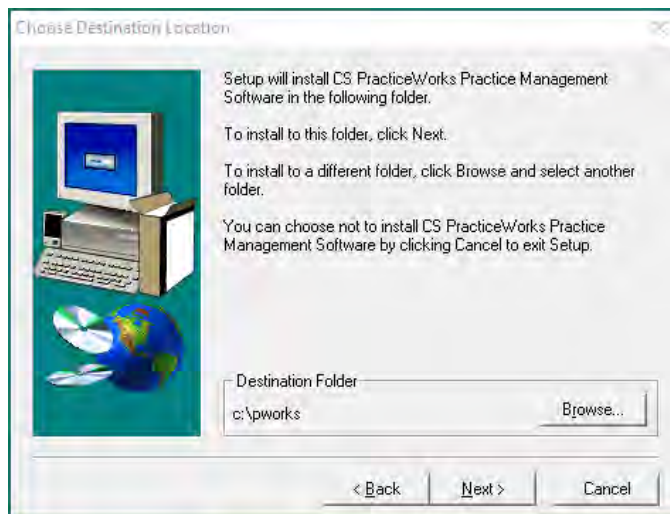 Choose Destination Location
Setup will install CS PracticeWorks Practice Management
Software in the following folder.
To install to this folder, click Next.
To install to a different folder, click Browse and select another
folder.
You can choose not to install CS PracticeWorks Practice
Management Software by clicking Cancel to exit Setup.
Destination Folder
c:\pworks
Browse...
< Back
Next >
Cancel